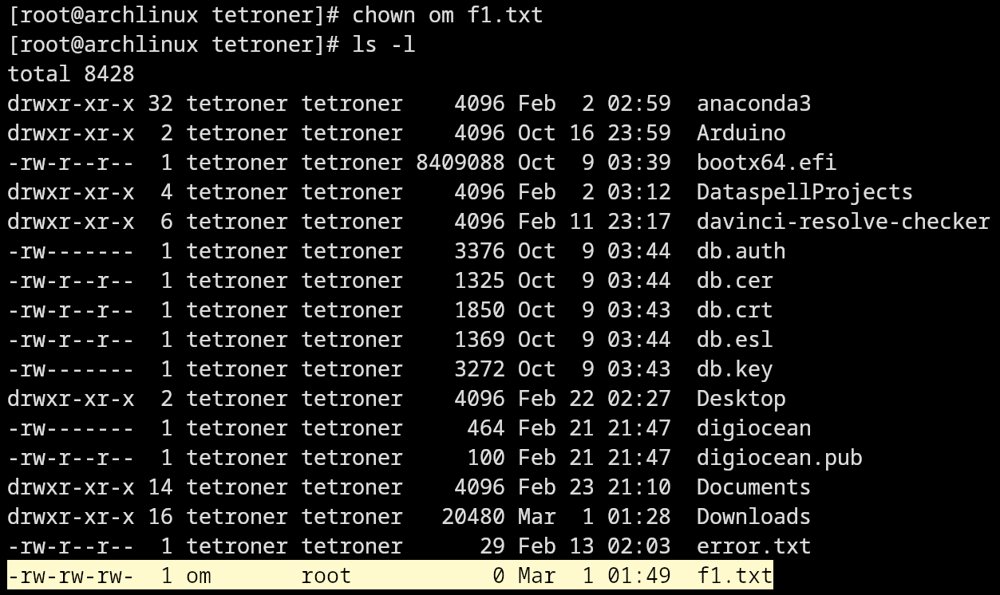 [root@archlinux tetroner]# chown om f1.txt
[root@archlinux tetroner]# ls -l
total 8428
drwxr-xr-x 32 tetroner tetroner    4096 Feb  2 02:59  anaconda3
drwxr-xr-x  2 tetroner tetroner    4096 Oct 16 23:59  Arduino
-rw-r--r--  1 tetroner tetroner 8409088 Oct  9 03:39  bootx64.efi
drwxr-xr-x  4 tetroner tetroner    4096 Feb  2 03:12  DataspellProjects
drwxr-xr-x  6 tetroner tetroner    4096 Feb 11 23:17  davinci-resolve-checker
-rw-------  1 tetroner tetroner    3376 Oct  9 03:44  db.auth
-rw-r--r--  1 tetroner tetroner    1325 Oct  9 03:44  db.cer
-rw-r--r--  1 tetroner tetroner    1850 Oct  9 03:43  db.crt
-rw-r--r--  1 tetroner tetroner    1369 Oct  9 03:44  db.esl
-rw-------  1 tetroner tetroner    3272 Oct  9 03:43  db.key
drwxr-xr-x  2 tetroner tetroner    4096 Feb 22 02:27  Desktop
-rw-------  1 tetroner tetroner     464 Feb 21 21:47  digiocean
-rw-r--r--  1 tetroner tetroner     100 Feb 21 21:47  digiocean.pub
drwxr-xr-x 14 tetroner tetroner    4096 Feb 23 21:10  Documents
drwxr-xr-x 16 tetroner tetroner   20480 Mar  1 01:28  Downloads
-rw-r--r--  1 tetroner tetroner      29 Feb 13 02:03  error.txt
-rw-rw-rw-  1 om       root           0 Mar  1 01:49  f1.txt